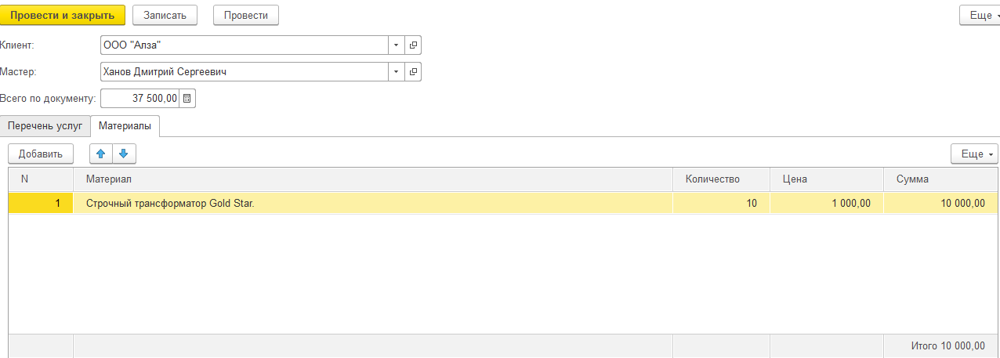 Провести и закрыть Записать Провести Еще
Клиент: ООО "Алза"
Мастер: Ханов Дмитрий Сергеевич
Всего по документу: 37 500,00
Перечень услуг Материалы
Добавить Еще
N Материал Количество Цена Сумма
1 Строчный трансформатор Gold Star. 10 1 000,00 10 000,00
Итого 10 000,00